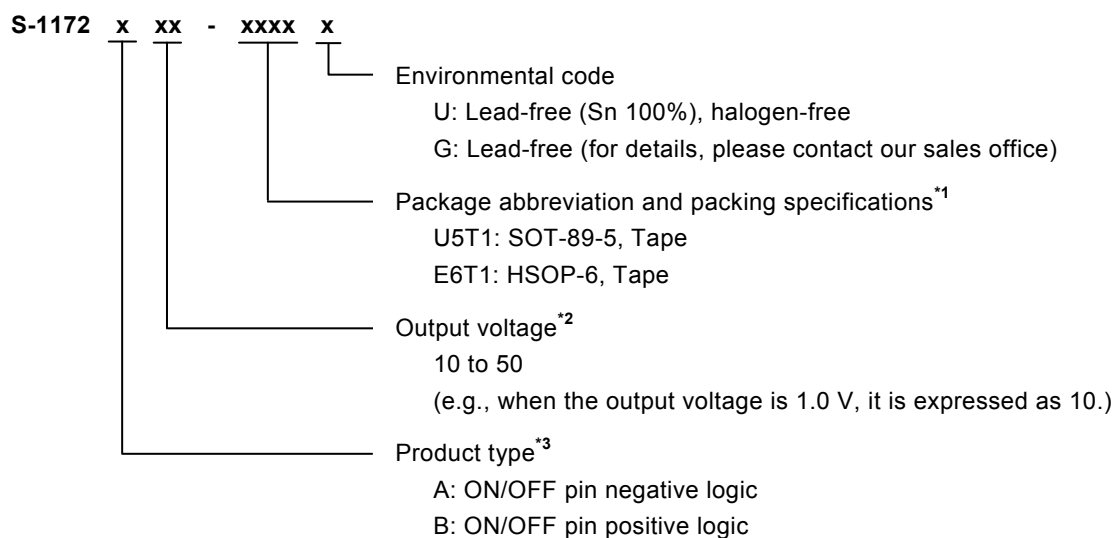 S-1172 x xx - xxxx x
Environmental code
U: Lead-free (Sn 100%), halogen-free
G: Lead-free (for details, please contact our sales office)
Package abbreviation and packing specifications*1
U5T1: SOT-89-5, Tape
E6T1: HSOP-6, Tape
Output voltage*2
10 to 50
(e.g., when the output voltage is 1.0 V, it is expressed as 10.)
Product type*3
A: ON/OFF pin negative logic
B: ON/OFF pin positive logic